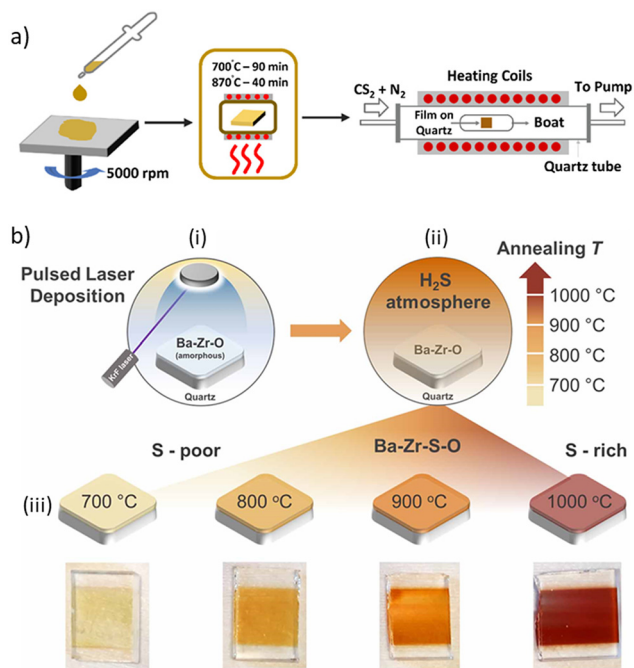 a)
700°C – 90 min
870°C – 40 min
5000 rpm
CS₂ + N₂
Heating Coils
To Pump
Film on
Quartz
Boat
Quartz tube
b)
(i)
(ii)
Annealing T
Pulsed Laser
Deposition
KrF laser
Ba-Zr-O
(amorphous)
Quartz
H₂S
atmosphere
Ba-Zr-O
Quartz
1000 °C
900 °C
800 °C
700 °C
S - poor
Ba-Zr-S-O
S - rich
(iii)
700 °C
800 °C
900 °C
1000 °C